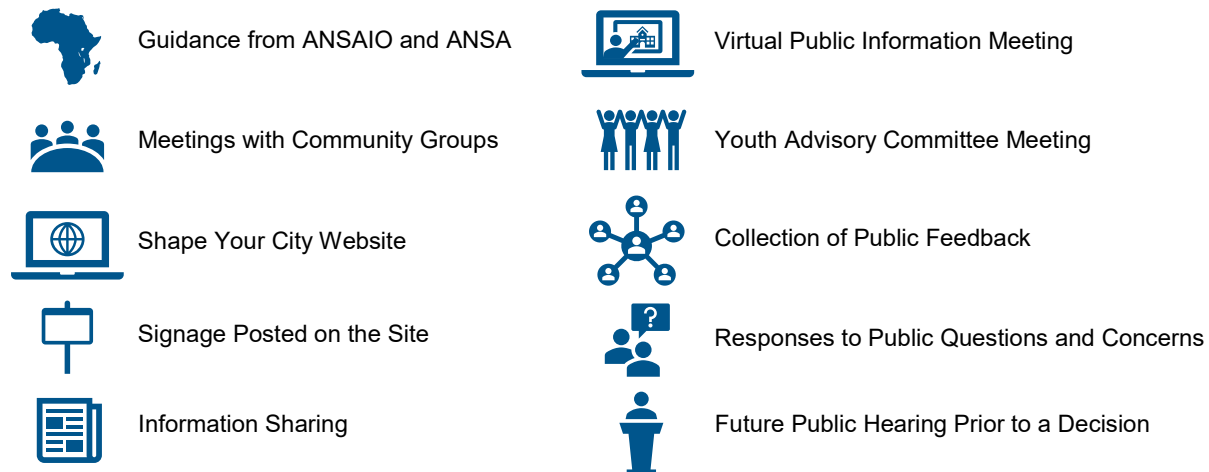 Guidance from ANSAIO and ANSA
Meetings with Community Groups
Shape Your City Website
Signage Posted on the Site
Information Sharing
Virtual Public Information Meeting
Youth Advisory Committee Meeting
Collection of Public Feedback
?
Responses to Public Questions and Concerns
Future Public Hearing Prior to a Decision